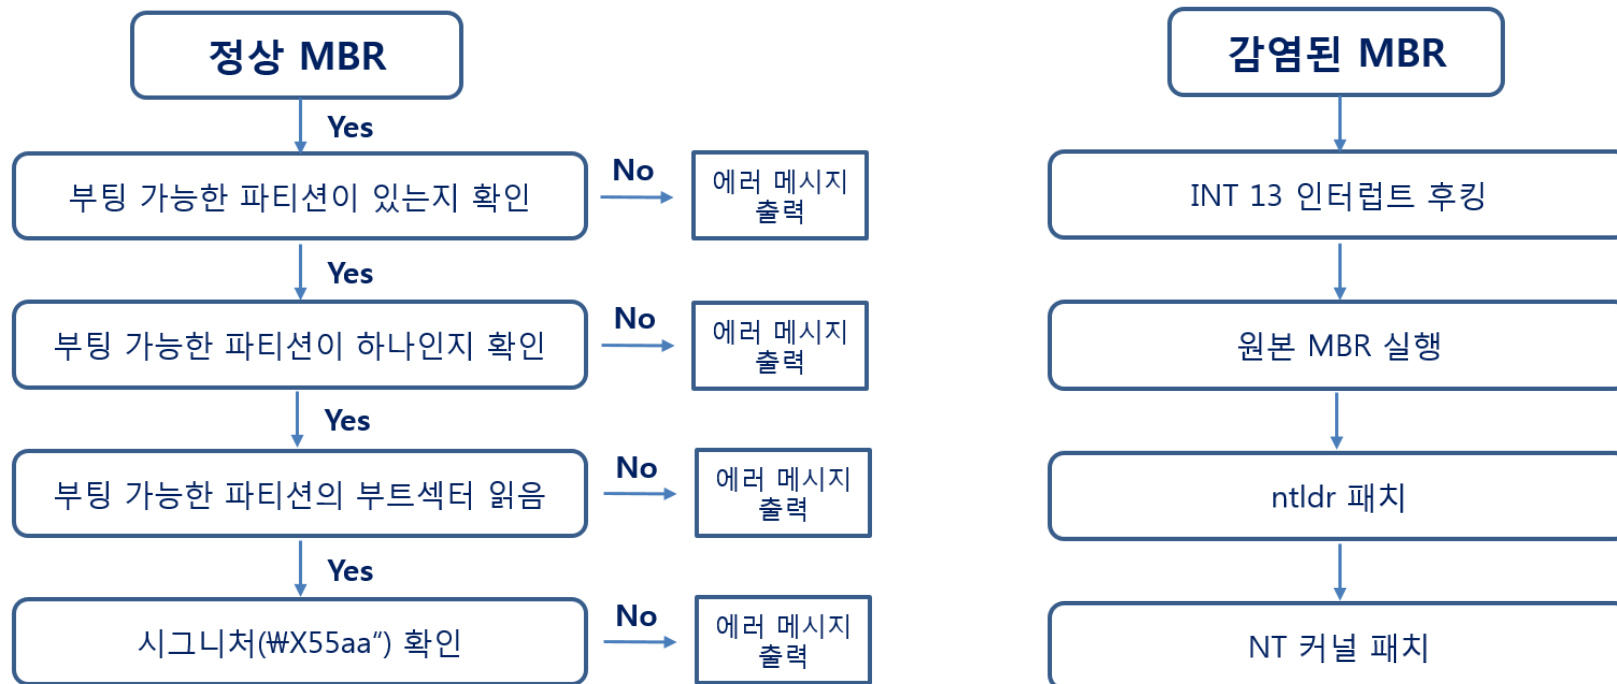 정상 MBR
Yes
부팅 가능한 파티션이 있는지 확인
No
에러 메시지
출력
Yes
부팅 가능한 파티션이 하나인지 확인
No
에러 메시지
출력
Yes
부팅 가능한 파티션의 부트섹터 읽음
No
에러 메시지
출력
Yes
시그니처(₩X55aa“) 확인
No
에러 메시지
출력
감염된 MBR
INT 13 인터럽트 후킹
원본 MBR 실행
ntldr 패치
NT 커널 패치